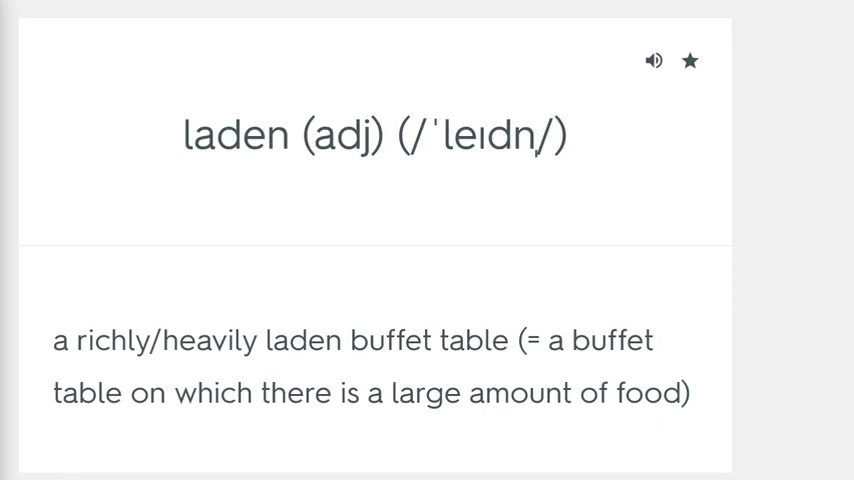 laden (adj) (/ˈleɪdn̩/)
a richly/heavily laden buffet table (= a buffet
table on which there is a large amount of food)